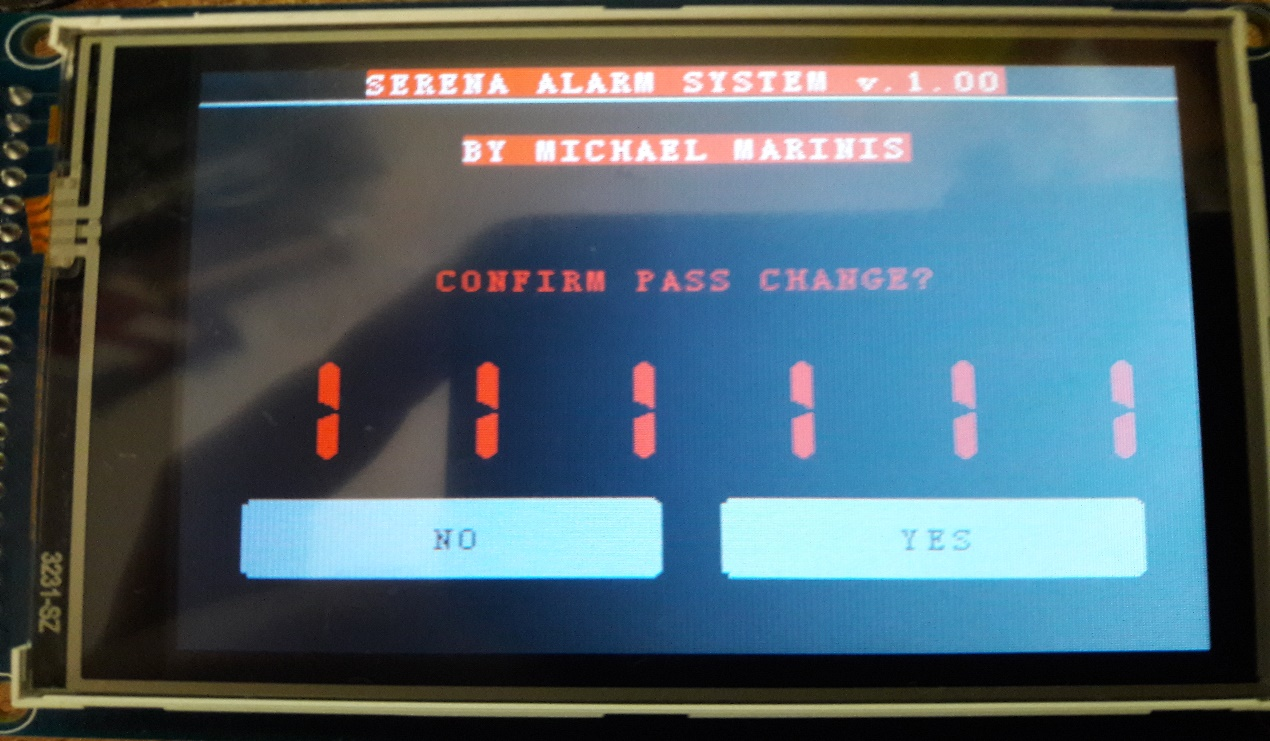 SERENA ALARM SYSTEM v.1.00
BY MICHAEL MARINIS
CONFIRM PASS CHANGE?
1 1 1 1 1 1
NO YES
3231-SZ